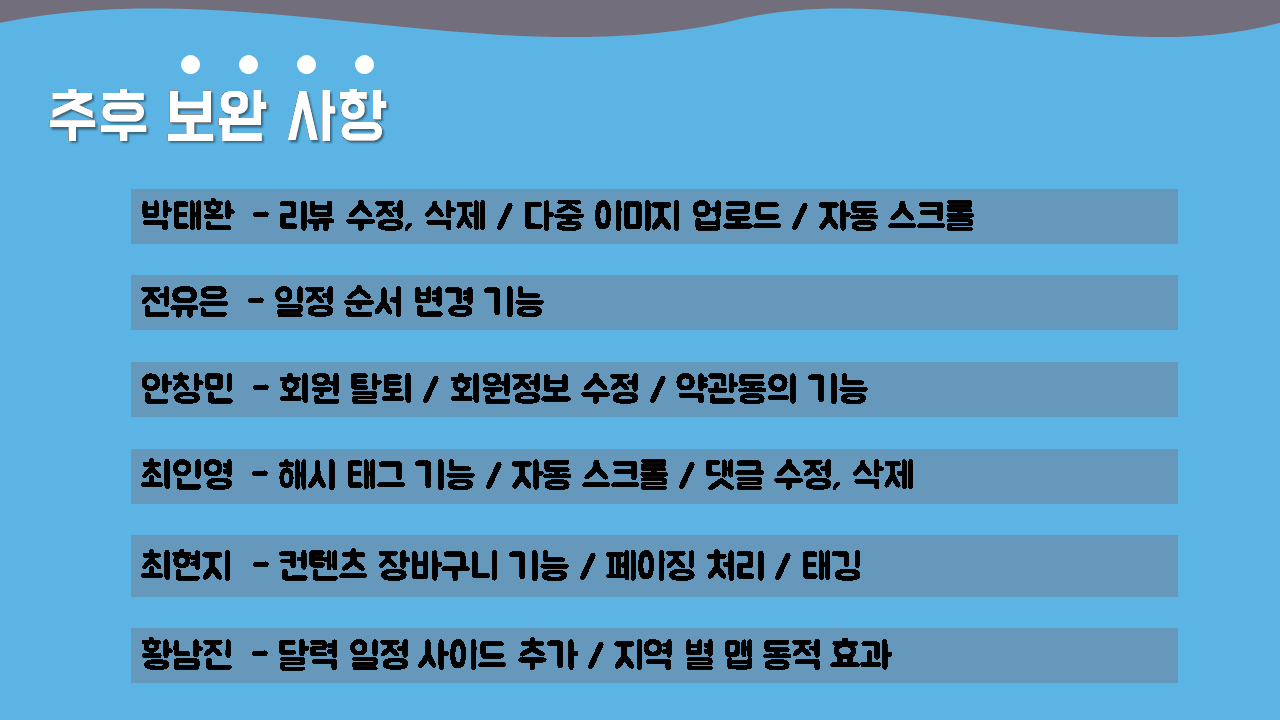 추후 보완 사항
박태환 - 리뷰 수정, 삭제 / 다중 이미지 업로드 / 자동 스크롤
전유은 - 일정 순서 변경 기능
안창민 - 회원 탈퇴 / 회원정보 수정 / 약관동의 기능
최인영 - 해시 태그 기능 / 자동 스크롤 / 댓글 수정, 삭제
최현지 - 컨텐츠 장바구니 기능 / 페이징 처리 / 태깅
황남진 - 달력 일정 사이드 추가 / 지역 별 맵 동적 효과